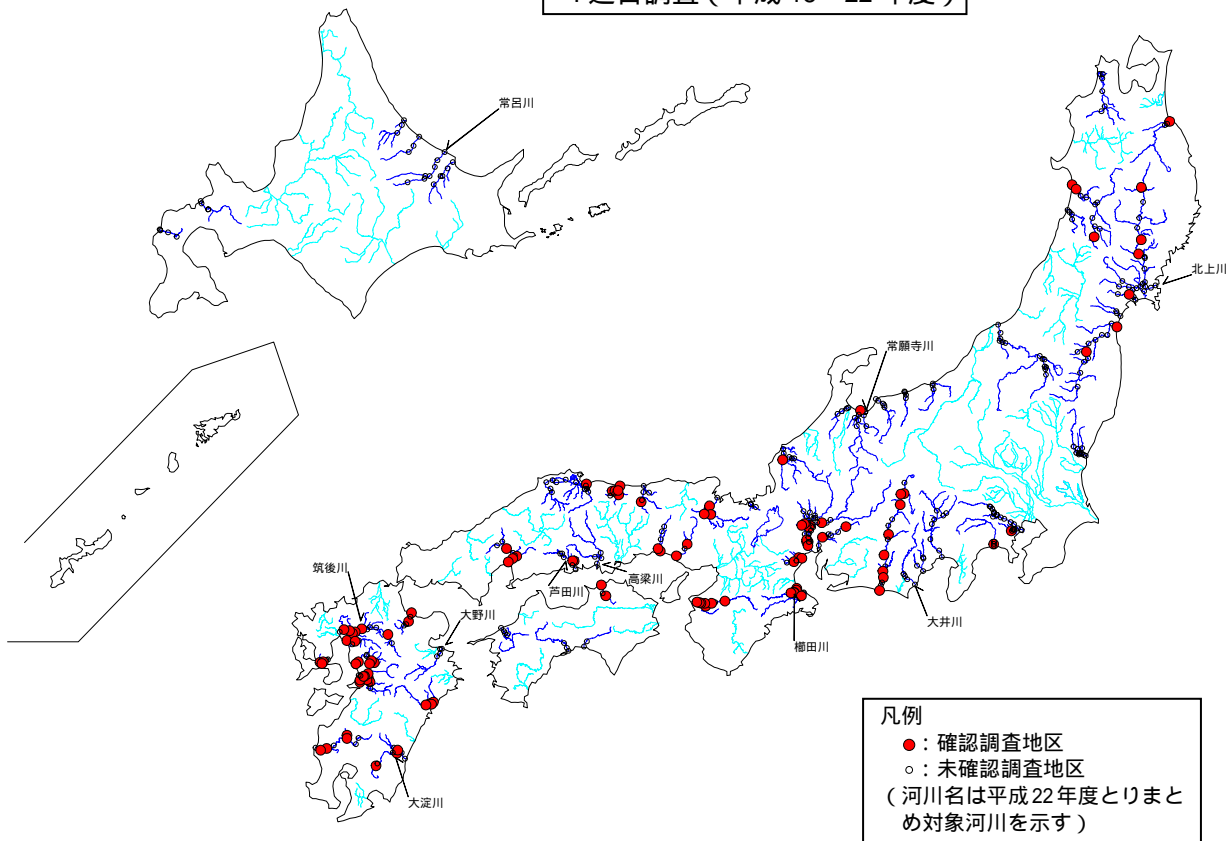 常呂川
北上川
常願寺川
筑後川
大野川
芦田川
高梁川
櫛田川
大井川
大淀川
凡例
：確認調査地区
：未確認調査地区
（河川名は平成22年度とりまと
め対象河川を示す）